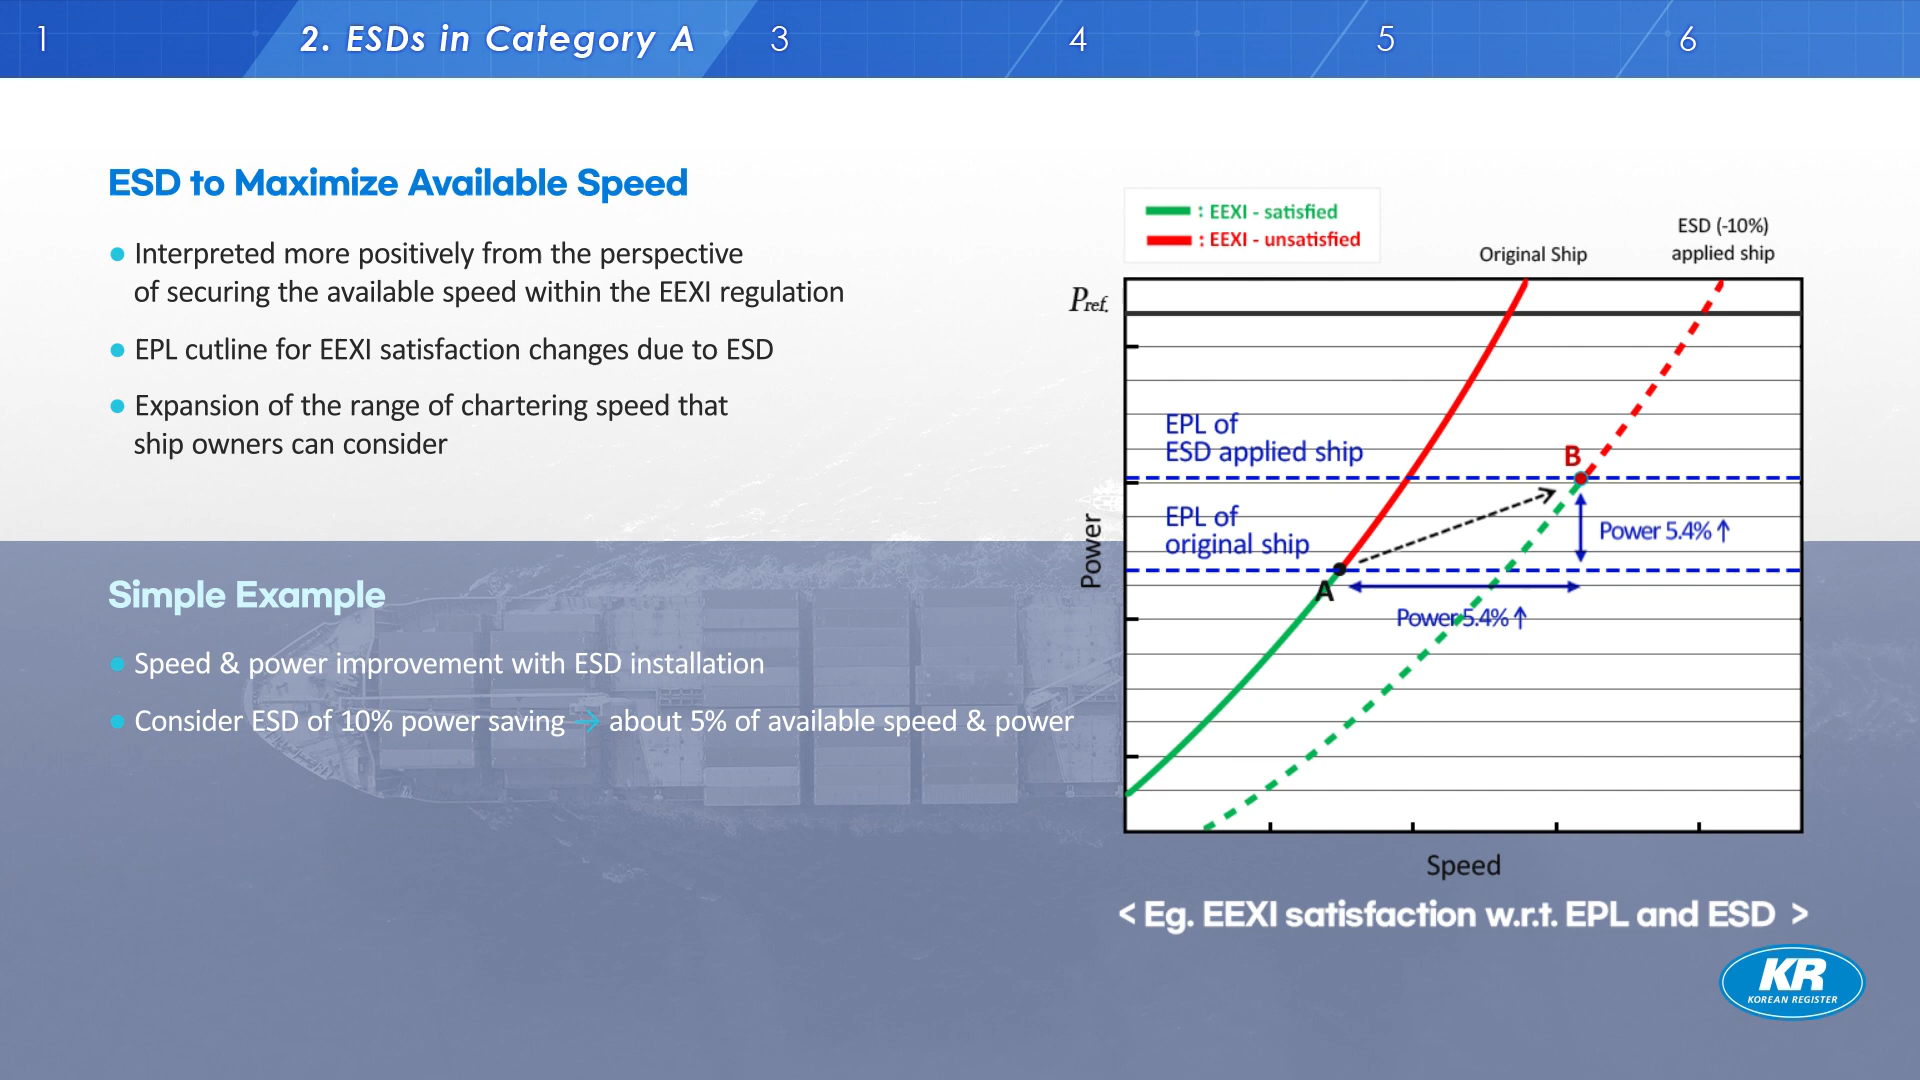 1
2. ESDs in Category A
3
4
5
6
ESD to Maximize Available Speed
● Interpreted more positively from the perspective
of securing the available speed within the EEXI regulation
● EPL cutline for EEXI satisfaction changes due to ESD
● Expansion of the range of chartering speed that
ship owners can consider
Simple Example
● Speed & power improvement with ESD installation
● Consider ESD of 10% power saving → about 5% of available speed & power
: EEXI - satisfied
: EEXI - unsatisfied
Original Ship
ESD (-10%)
applied ship
Pref.
EPL of
ESD applied ship
B
EPL of
original ship
Power 5.4% ↑
A
Power 5.4% ↑
Power
Speed
< Eg. EEXI satisfaction w.r.t. EPL and ESD >
KR
KOREAN REGISTER